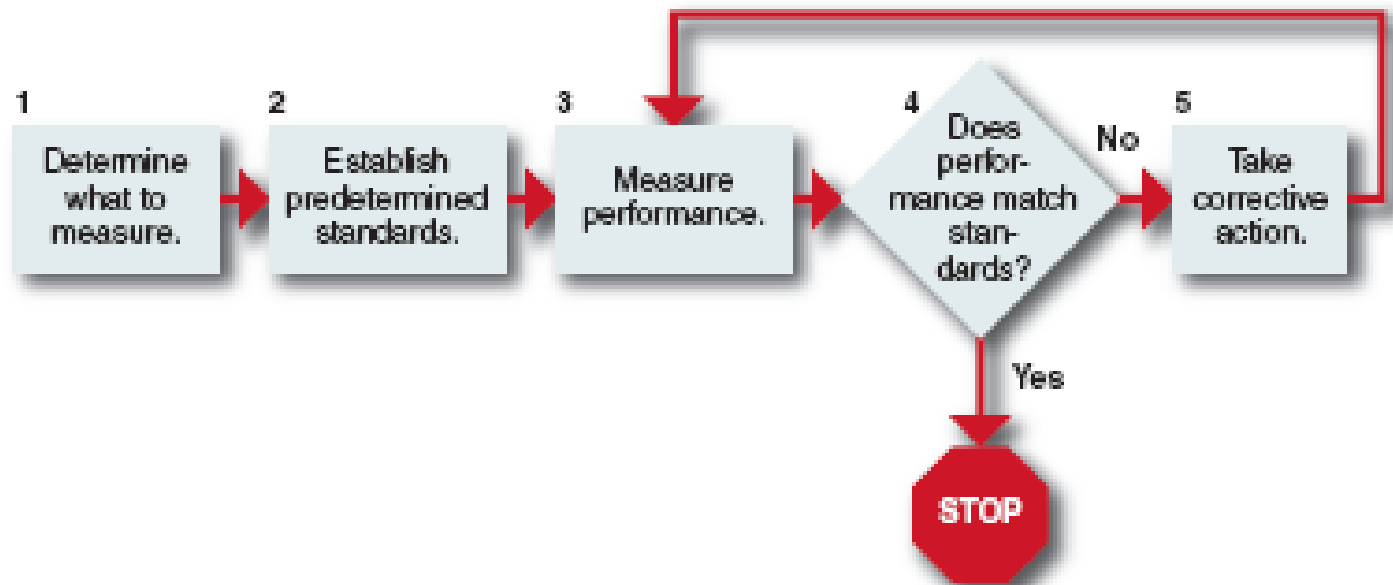 1
Determine
what to
measure.
2
Establish
predetermined
standards.
3
Measure
performance.
4
Does
perfor-
mance match
stan-
dards?
No
5
Take
corrective
action.
Yes
STOP